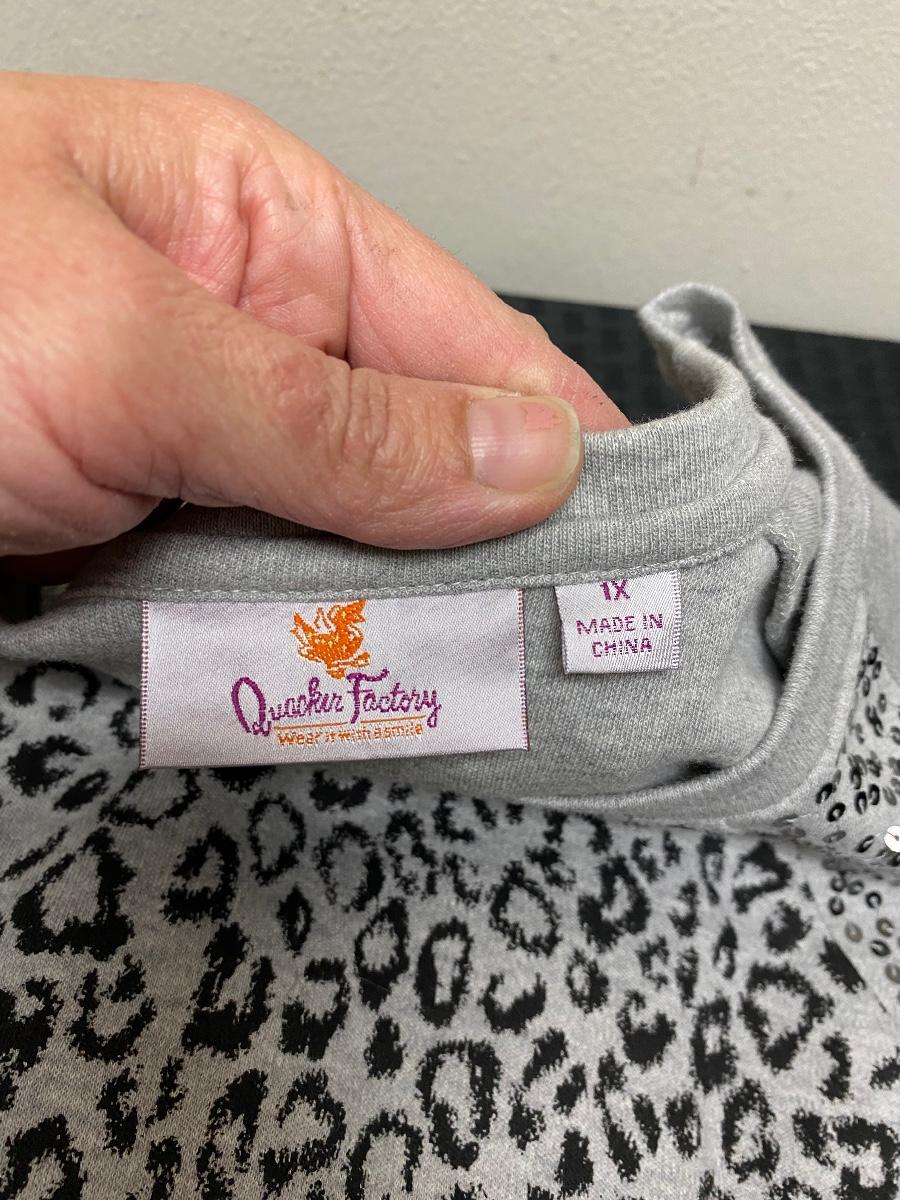 Quacker Factory
Wear it with a smile
1X
MADE IN
CHINA